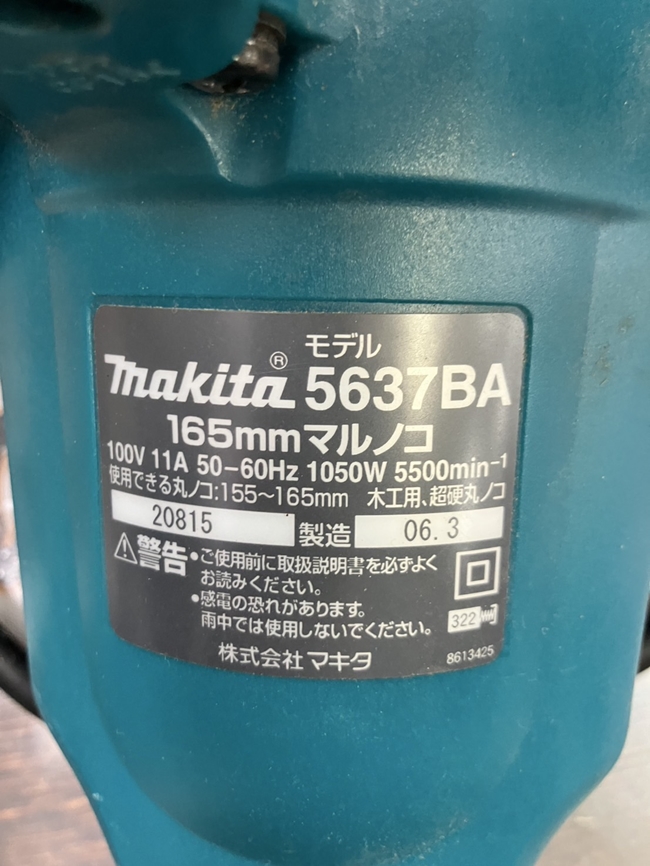 モデル
makita® 5637BA
165mmマルノコ
100V 11A 50-60Hz 1050W 5500min⁻¹
使用できる丸ノコ:155~165mm 木工用、超硬丸ノコ
20815 製造 06.3
警告 •ご使用前に取扱説明書を必ずよく
お読みください。
•感電の恐れがあります。
雨中では使用しないでください。
322
株式会社 マキタ
8613425